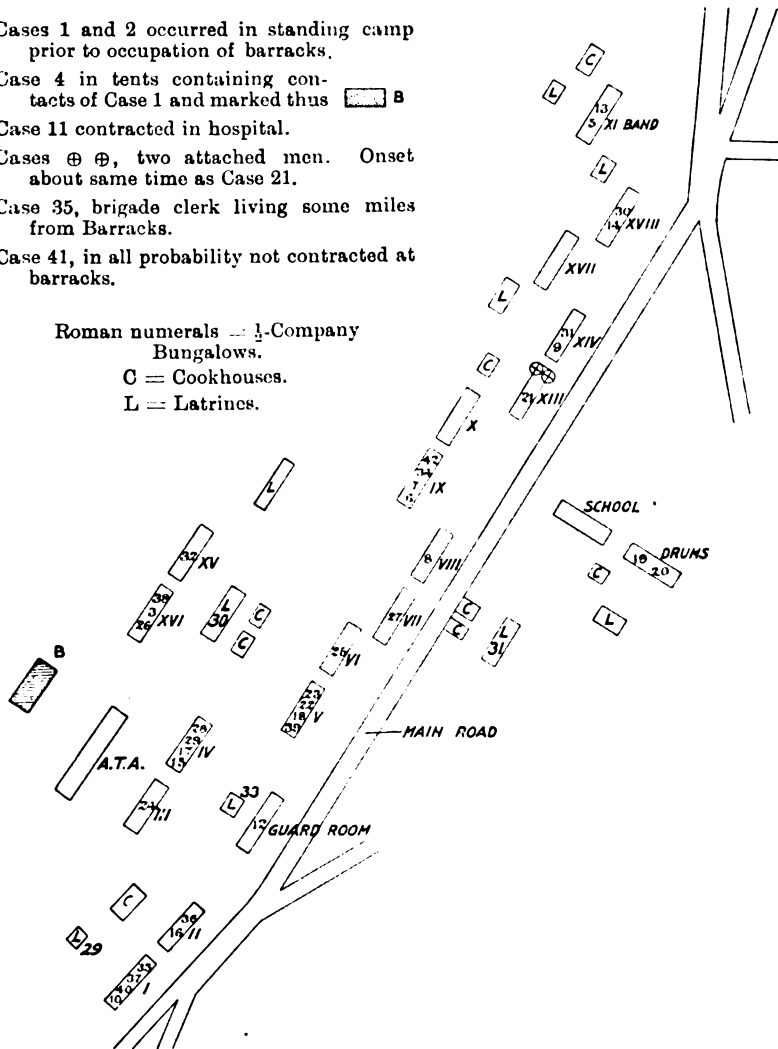 Cases 1 and 2 occurred in standing camp
prior to occupation of barracks.
Case 4 in tents containing con-
tacts of Case 1 and marked thus B
Case 11 contracted in hospital.
Cases ⊕ ⊕, two attached men. Onset
about same time as Case 21.
Case 35, brigade clerk living some miles
from Barracks.
Case 41, in all probability not contracted at
barracks.
Roman numerals = ½-Company
Bungalows.
C = Cookhouses.
L = Latrines.
C
L
13
5 XI BAND
L
30
14 XVIII
XVII
L
31
9 XIV
C
⊕⊕
21 XIII
X
42
34
7 IX
6
L
SCHOOL
DRUMS
19 20
C
L
32 XV
8 VIII
38
3 XVI
26
L
30
C
C
27 VII
C
C
L
31
B
VI
23
22
18 V
39
MAIN ROAD
28
29
17 IV
15
A.T.A.
24 III
33
L
12 GUARD ROOM
C
L
29
36
16 II
37
10 I